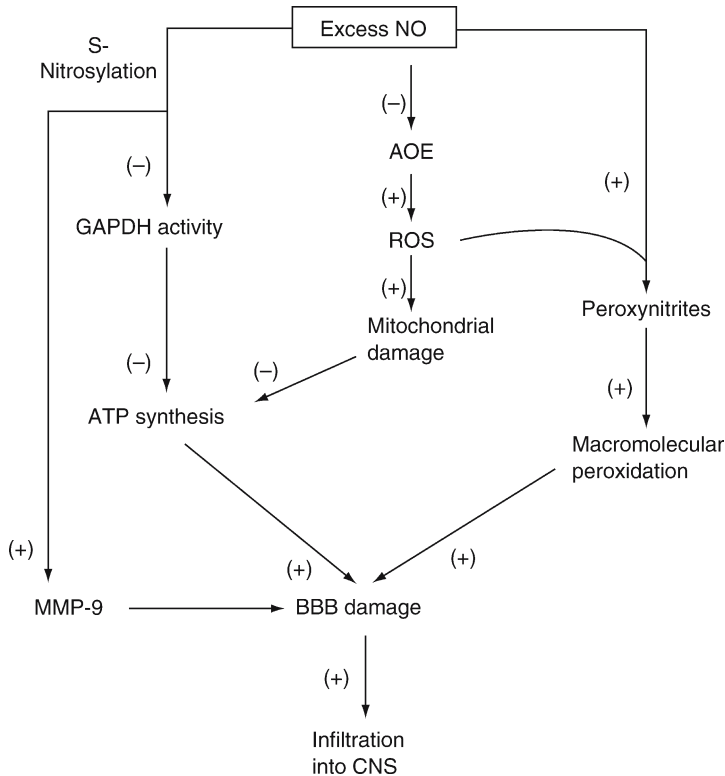 Excess NO
S-
Nitrosylation
(–)
AOE
(–)
(+)
(+)
GAPDH activity
ROS
(+)
Peroxynitrites
Mitochondrial
damage
(–)
(–)
(+)
ATP synthesis
Macromolecular
peroxidation
(+)
(+)
(+)
MMP-9
BBB damage
(+)
Infiltration
into CNS